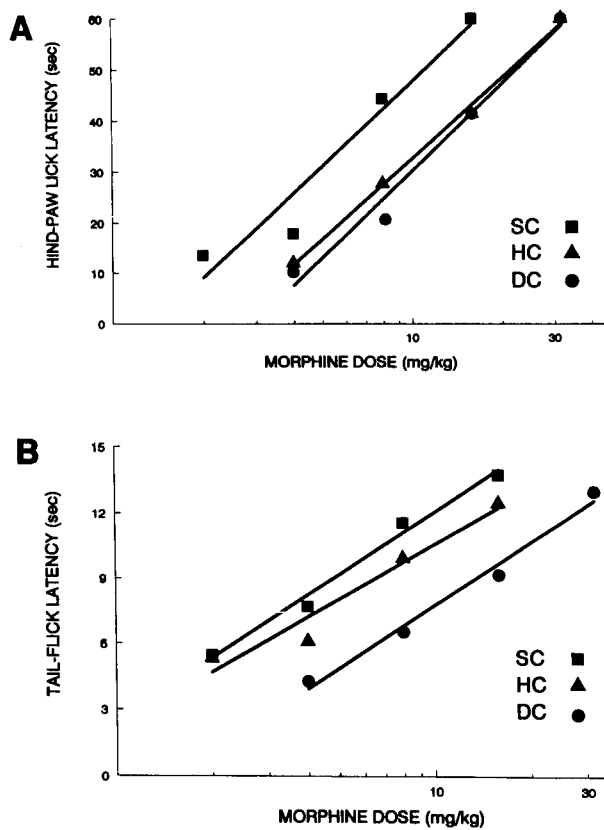 A
HIND-PAW LICK LATENCY (sec)
60
50
40
30
20
10
0
SC
HC
DC
10
30
MORPHINE DOSE (mg/kg)
B
TAIL-FLICK LATENCY (sec)
15
12
9
6
3
0
SC
HC
DC
10
30
MORPHINE DOSE (mg/kg)